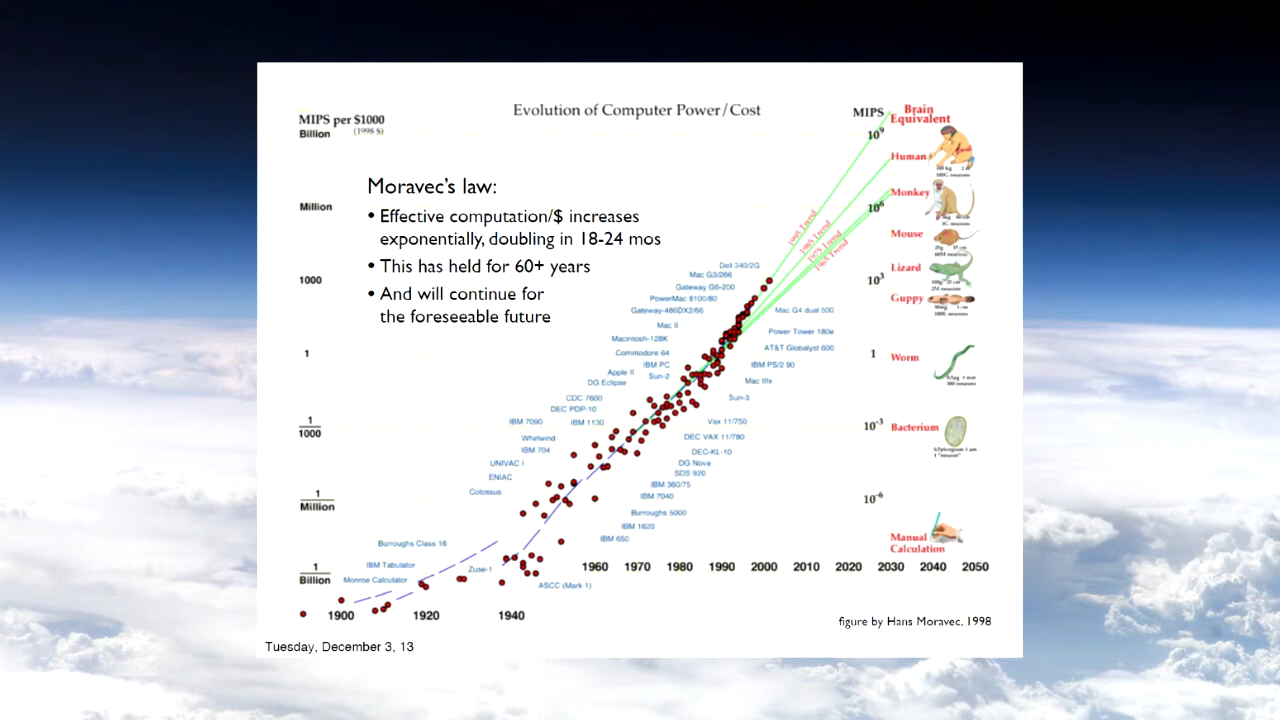 Evolution of Computer Power/Cost
MIPS per $1000
(1998 $)
Billion
Million
1000
1
1
1000
1
Million
1
Billion
Moravec's law:
• Effective computation/$ increases
exponentially, doubling in 18-24 mos
• This has held for 60+ years
• And will continue for
the foreseeable future
MIPS
10⁹
10⁶
10³
1
10⁻³
10⁻⁶
Brain
Equivalent
Human
Monkey
Mouse
Lizard
Guppy
Worm
Bacterium
Manual
Calculation
1995 Trend
1985 Trend
1975 Trend
1965 Trend
Dell 340/2G
Mac G3/266
Gateway G6-200
PowerMac 8100/80
Gateway-486DX2/66
Mac II
Macintosh-128K
Commodore 64
IBM PC
Apple II
Sun-2
DG Eclipse
CDC 7600
DEC PDP-10
IBM 7090
IBM 1130
Whirlwind
IBM 704
UNIVAC I
ENIAC
Colossus
Burroughs Class 16
IBM Tabulator
Zuse-1
Monroe Calculator
Mac G4 dual 500
Power Tower 180e
AT&T Globalyst 600
IBM PS/2 90
Mac IIfx
Sun-3
Vax 11/750
DEC VAX 11/780
DEC-KL-10
DG Nova
SDS 920
IBM 360/75
IBM 7040
Burroughs 5000
IBM 1620
IBM 650
ASCC (Mark 1)
1960 1970 1980 1990 2000 2010 2020 2030 2040 2050
1900 1920 1940
figure by Hans Moravec, 1998
Tuesday, December 3, 13